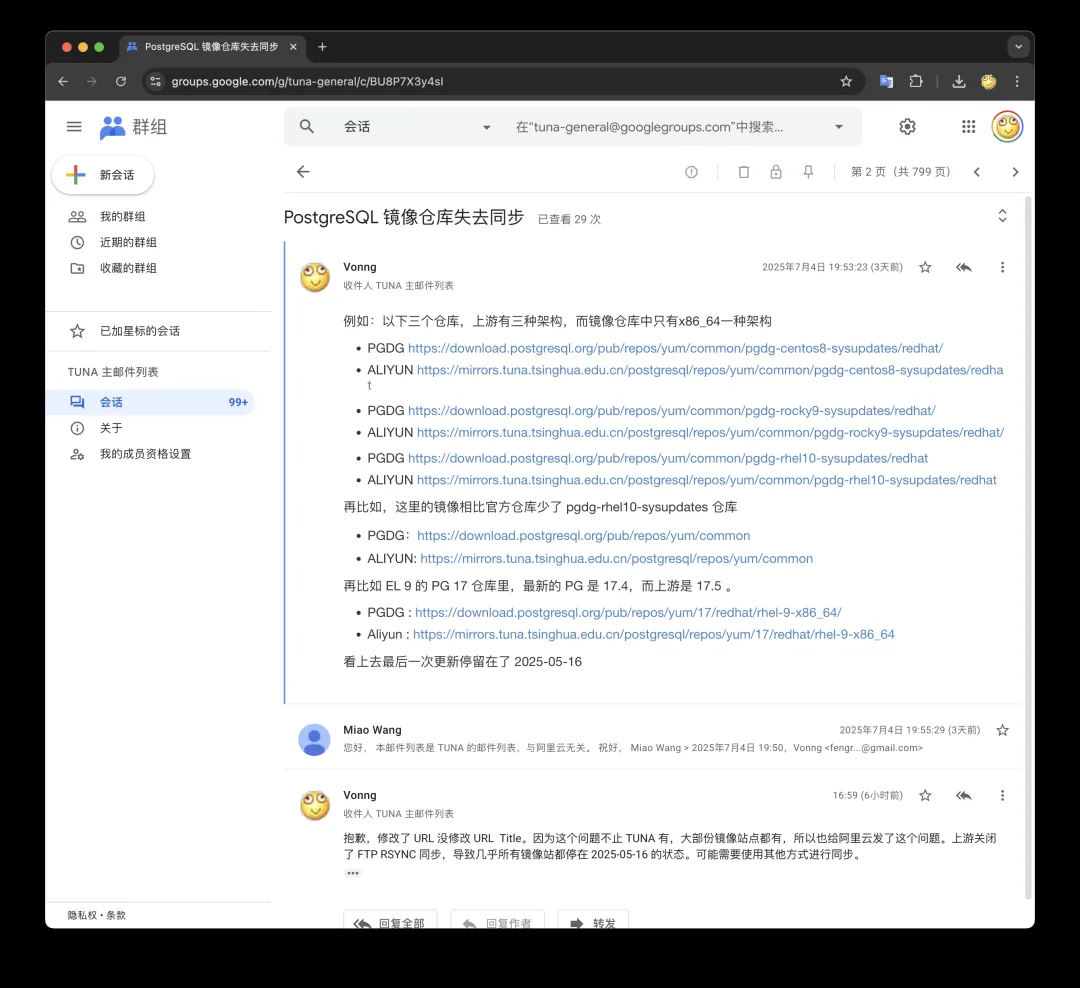 PostgreSQL 镜像仓库失去同步
groups.google.com/g/tuna-general/c/BU8P7X3y4sI
群组
会话
在“tuna-general@googlegroups.com”中搜索...
新会话
第 2 页（共 799 页）
我的群组
近期的群组
收藏的群组
已加星标的会话
TUNA 主邮件列表
会话 99+
关于
我的成员资格设置
隐私权 • 条款
PostgreSQL 镜像仓库失去同步 已查看 29 次
Vonng 2025年7月4日 19:53:23 (3天前)
收件人 TUNA 主邮件列表
例如：以下三个仓库，上游有三种架构，而镜像仓库中只有x86_64一种架构
• PGDG https://download.postgresql.org/pub/repos/yum/common/pgdg-centos8-sysupdates/redhat/
• ALIYUN https://mirrors.tuna.tsinghua.edu.cn/postgresql/repos/yum/common/pgdg-centos8-sysupdates/redha
t
• PGDG https://download.postgresql.org/pub/repos/yum/common/pgdg-rocky9-sysupdates/redhat/
• ALIYUN https://mirrors.tuna.tsinghua.edu.cn/postgresql/repos/yum/common/pgdg-rocky9-sysupdates/redhat/
• PGDG https://download.postgresql.org/pub/repos/yum/common/pgdg-rhel10-sysupdates/redhat
• ALIYUN https://mirrors.tuna.tsinghua.edu.cn/postgresql/repos/yum/common/pgdg-rhel10-sysupdates/redhat
再比如，这里的镜像相比官方仓库少了 pgdg-rhel10-sysupdates 仓库
• PGDG：https://download.postgresql.org/pub/repos/yum/common
• ALIYUN: https://mirrors.tuna.tsinghua.edu.cn/postgresql/repos/yum/common
再比如 EL 9 的 PG 17 仓库里，最新的 PG 是 17.4，而上游是 17.5 。
• PGDG : https://download.postgresql.org/pub/repos/yum/17/redhat/rhel-9-x86_64/
• Aliyun : https://mirrors.tuna.tsinghua.edu.cn/postgresql/repos/yum/17/redhat/rhel-9-x86_64
看上去最后一次更新停留在了 2025-05-16
Miao Wang 2025年7月4日 19:55:29 (3天前)
您好， 本邮件列表是 TUNA 的邮件列表，与阿里云无关。 祝好， Miao Wang > 2025年7月4日 19:50，Vonng <fengr...@gmail.com>
Vonng 16:59 (6小时前)
收件人 TUNA 主邮件列表
抱歉，修改了 URL 没修改 URL Title。因为这个问题不止 TUNA 有，大部份镜像站点都有，所以也给阿里云发了这个问题。上游关闭
了 FTP RSYNC 同步，导致几乎所有镜像站都停在 2025-05-16 的状态。可能需要使用其他方式进行同步。
回复全部 回复作者 转发